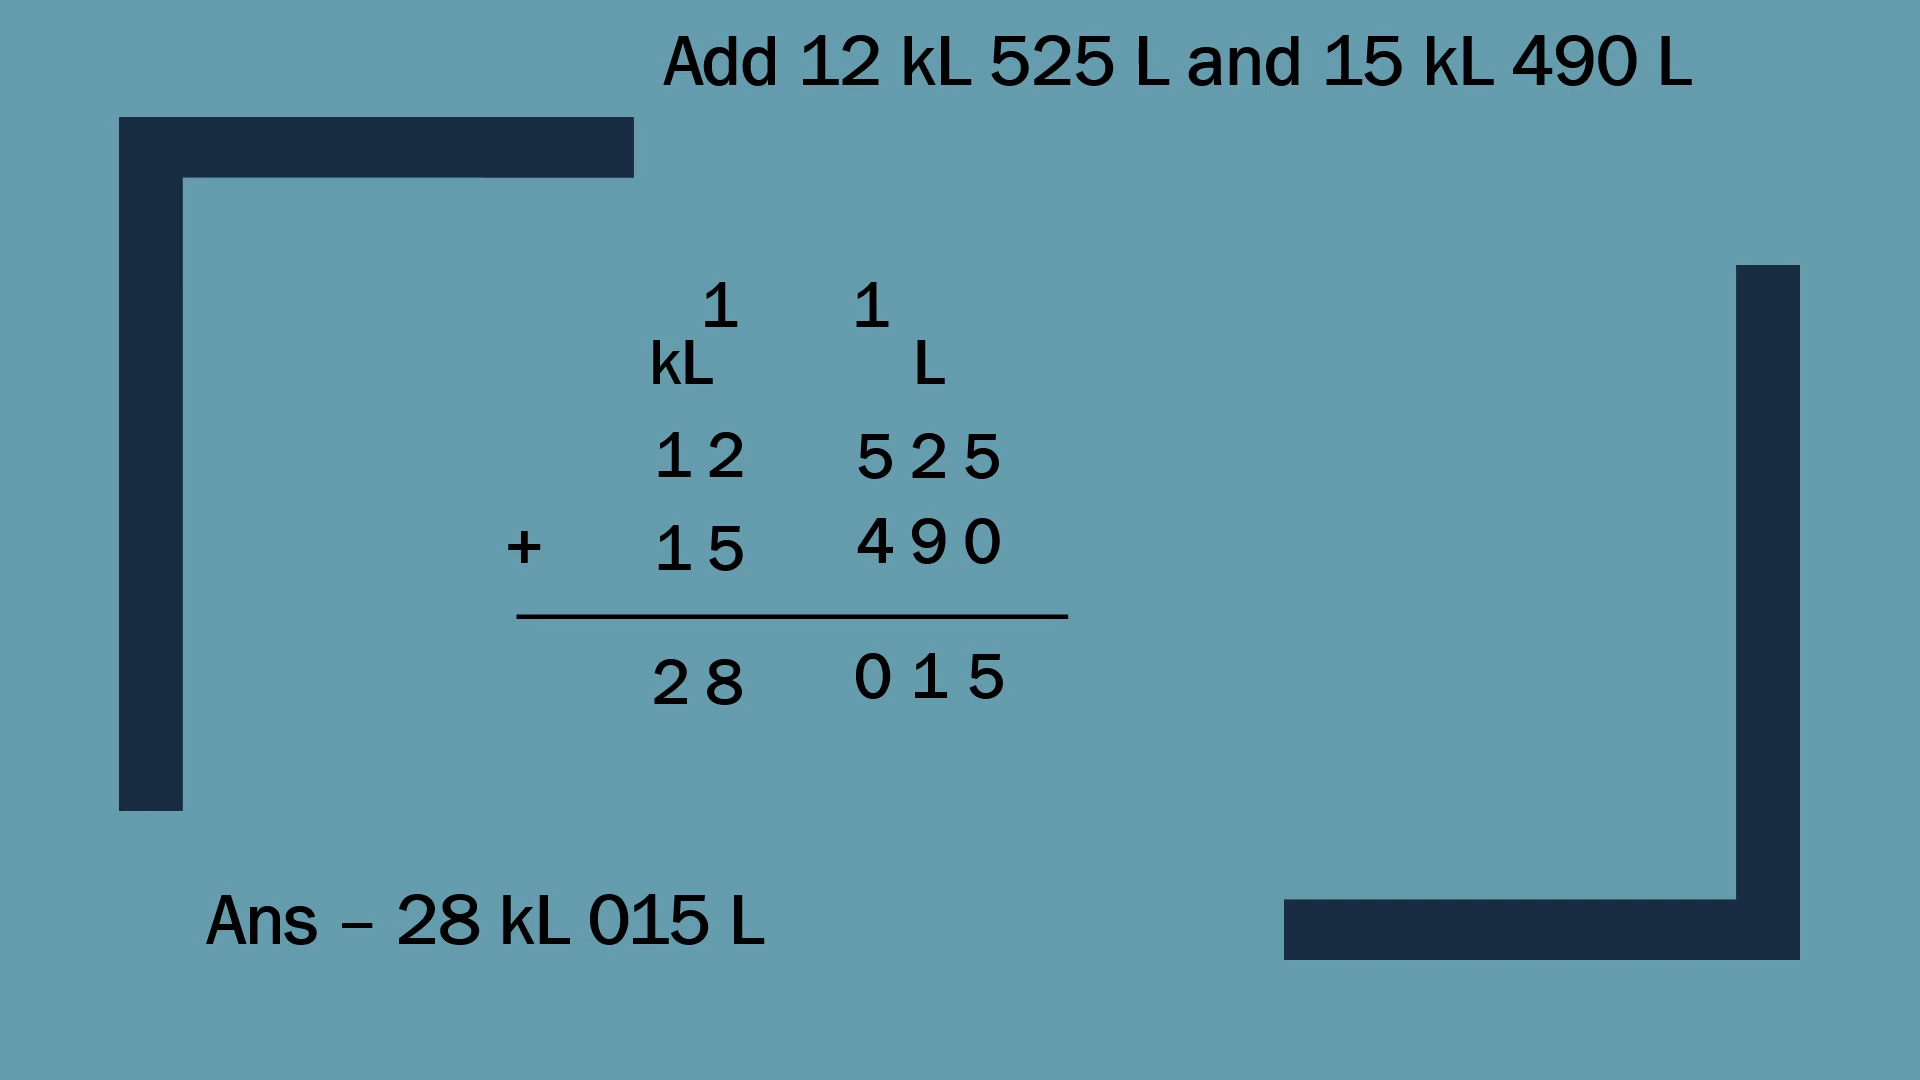 Add 12 kL 525 L and 15 kL 490 L
1 1
kL L
12 525
+ 15 490
28 015
Ans – 28 kL 015 L